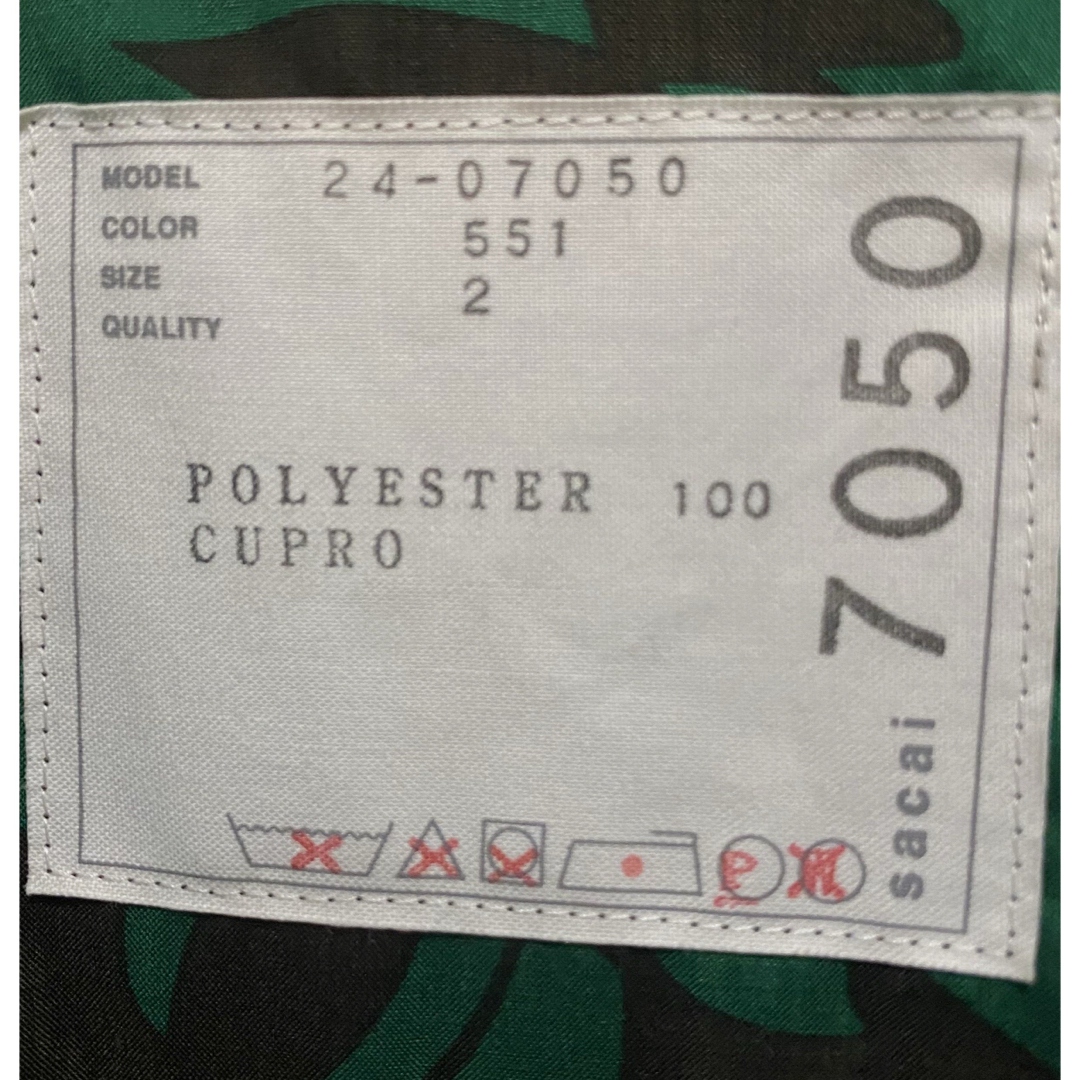 MODEL 24-07050
COLOR 551
SIZE 2
QUALITY
POLYESTER 100
CUPRO
sacai 7050
P